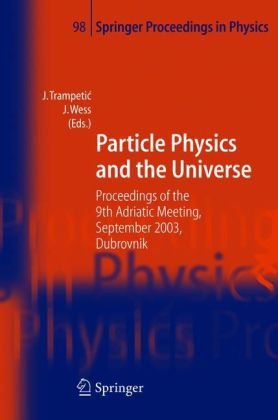 98 Springer Proceedings in Physics
J. Trampetić
J. Wess
(Eds.)
Particle Physics
and the Universe
Proceedings of the
9th Adriatic Meeting,
September 2003,
Dubrovnik
Physics
Springer